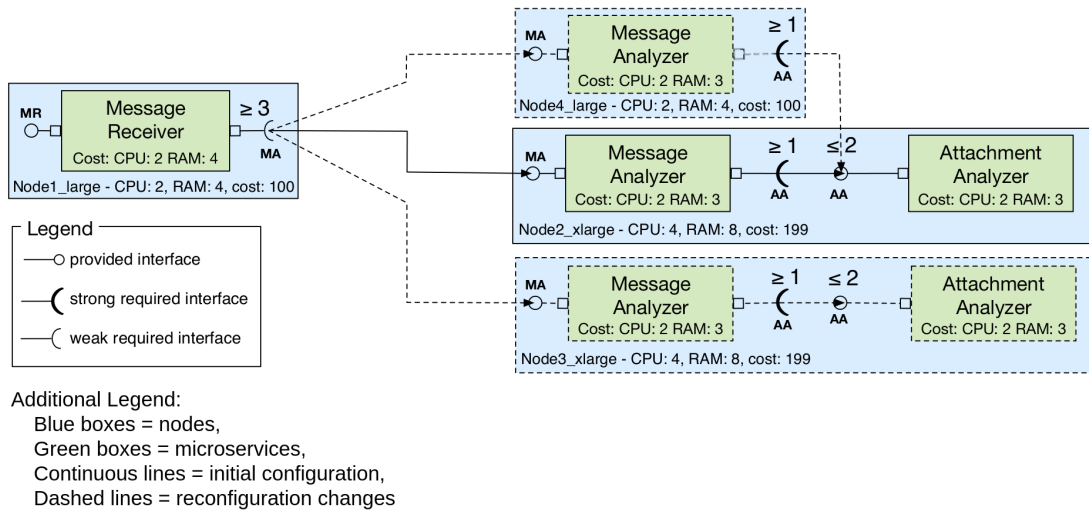 MR
Message
Receiver
Cost: CPU: 2 RAM: 4
≥ 3
MA
Node1_large - CPU: 2, RAM: 4, cost: 100
MA
Message
Analyzer
Cost: CPU: 2 RAM: 3
≥ 1
AA
Node4_large - CPU: 2, RAM: 4, cost: 100
MA
Message
Analyzer
Cost: CPU: 2 RAM: 3
≥ 1
AA
≤ 2
AA
Attachment
Analyzer
Cost: CPU: 2 RAM: 3
Node2_xlarge - CPU: 4, RAM: 8, cost: 199
MA
Message
Analyzer
Cost: CPU: 2 RAM: 3
≥ 1
AA
≤ 2
AA
Attachment
Analyzer
Cost: CPU: 2 RAM: 3
Node3_xlarge - CPU: 4, RAM: 8, cost: 199
Legend
provided interface
strong required interface
weak required interface
Additional Legend:
Blue boxes = nodes,
Green boxes = microservices,
Continuous lines = initial configuration,
Dashed lines = reconfiguration changes